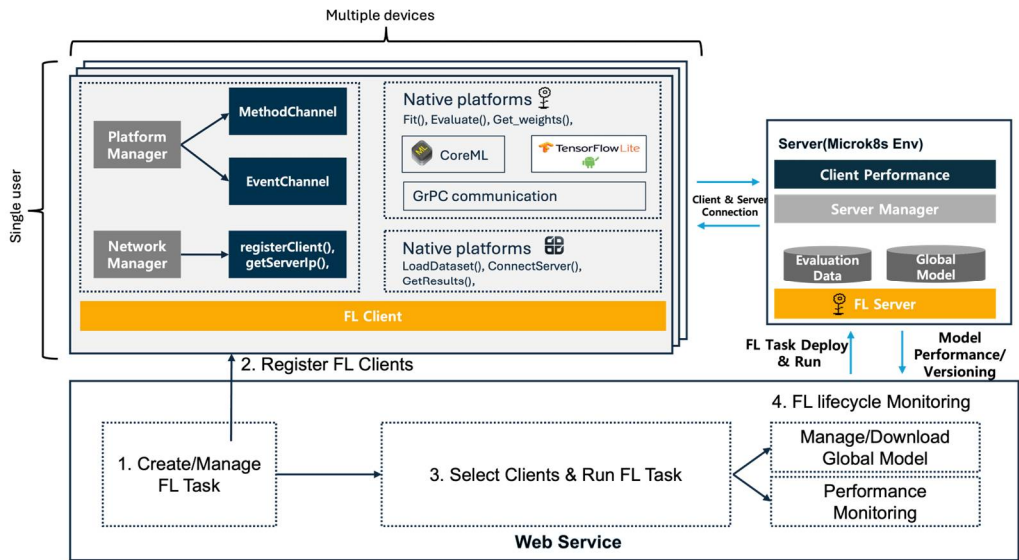 Multiple devices
Single user
Platform
Manager
MethodChannel
EventChannel
Network
Manager
registerClient(),
getServerIp(),
Native platforms
Fit(), Evaluate(), Get_weights(),
ML
CoreML
TensorFlowLite
GrPC communication
Native platforms
LoadDataset(), ConnectServer(),
GetResults(),
FL Client
Client & Server
Connection
Server(Microk8s Env)
Client Performance
Server Manager
Evaluation
Data
Global
Model
FL Server
FL Task Deploy
& Run
Model
Performance/
Versioning
2. Register FL Clients
1. Create/Manage
FL Task
3. Select Clients & Run FL Task
4. FL lifecycle Monitoring
Manage/Download
Global Model
Performance
Monitoring
Web Service